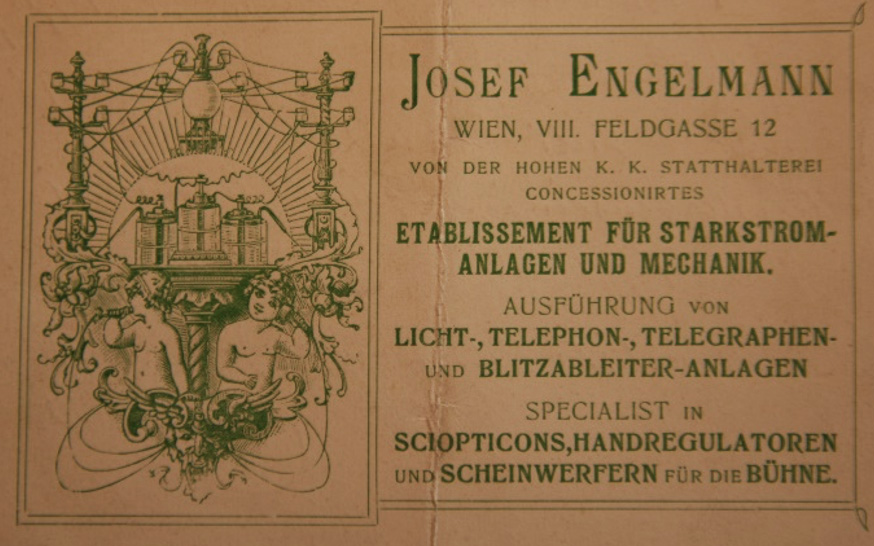 JOSEF ENGELMANN
WIEN, VIII. FELDGASSE 12
VON DER HOHEN K. K. STATTHALTEREI
CONCESSIONIRTES
ETABLISSEMENT FÜR STARKSTROM-
ANLAGEN UND MECHANIK.
AUSFÜHRUNG VON
LICHT-, TELEPHON-, TELEGRAPHEN-
UND BLITZABLEITER-ANLAGEN
SPECIALIST IN
SCIOPTICONS, HANDREGULATOREN
UND SCHEINWERFERN FÜR DIE BÜHNE.